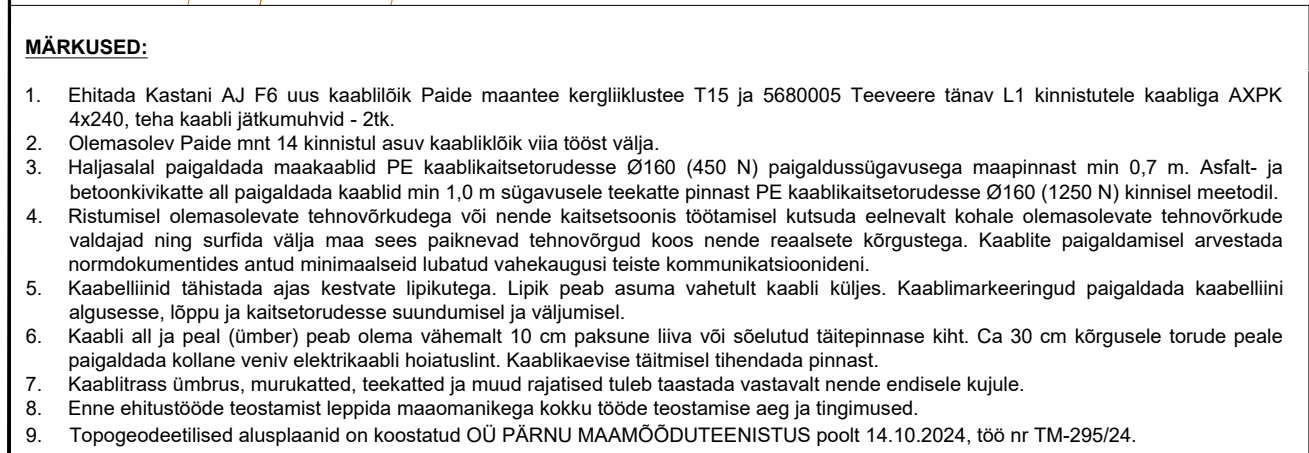 MÄRKUSED:
1. Ehitada Kastani AJ F6 uus kaablilõik Paide maantee kergliiklustee T15 ja 5680005 Teeveere tänav L1 kinnistutele kaabliga AXPK
4x240, teha kaabli jätkumuhvid - 2tk.
2. Olemasolev Paide mnt 14 kinnistul asuv kaabliklõik viia tööst välja.
3. Haljasalal paigaldada maakaablid PE kaablikaitsetorudesse Ø160 (450 N) paigaldussügavusega maapinnast min 0,7 m. Asfalt- ja
betoonkivikatte all paigaldada kaablid min 1,0 m sügavusele teekatte pinnast PE kaablikaitsetorudesse Ø160 (1250 N) kinnisel meetodil.
4. Ristumisel olemasolevate tehnovõrkudega või nende kaitsetsoonis töötamisel kutsuda eelnevalt kohale olemasolevate tehnovõrkude
valdajad ning surfida välja maa sees paiknevad tehnovõrgud koos nende reaalsete kõrgustega. Kaablite paigaldamisel arvestada
normdokumentides antud minimaalseid lubatud vahekaugusi teiste kommunikatsioonideni.
5. Kaabelliinid tähistada ajas kestvate lipikutega. Lipik peab asuma vahetult kaabli küljes. Kaablimarkeeringud paigaldada kaabelliini
algusesse, lõppu ja kaitsetorudesse suundumisel ja väljumisel.
6. Kaabli all ja peal (ümber) peab olema vähemalt 10 cm paksune liiva või sõelutud täitepinnase kiht. Ca 30 cm kõrgusele torude peale
paigaldada kollane veniv elektrikaabli hoiatuslint. Kaablikaevise täitmisel tihendada pinnast.
7. Kaablitrass ümbrus, murukatted, teekatted ja muud rajatised tuleb taastada vastavalt nende endisele kujule.
8. Enne ehitustööde teostamist leppida maaomanikega kokku tööde teostamise aeg ja tingimused.
9. Topogeodeetilised alusplaanid on koostatud OÜ PÄRNU MAAMÕÕDUTEENISTUS poolt 14.10.2024, töö nr TM-295/24.